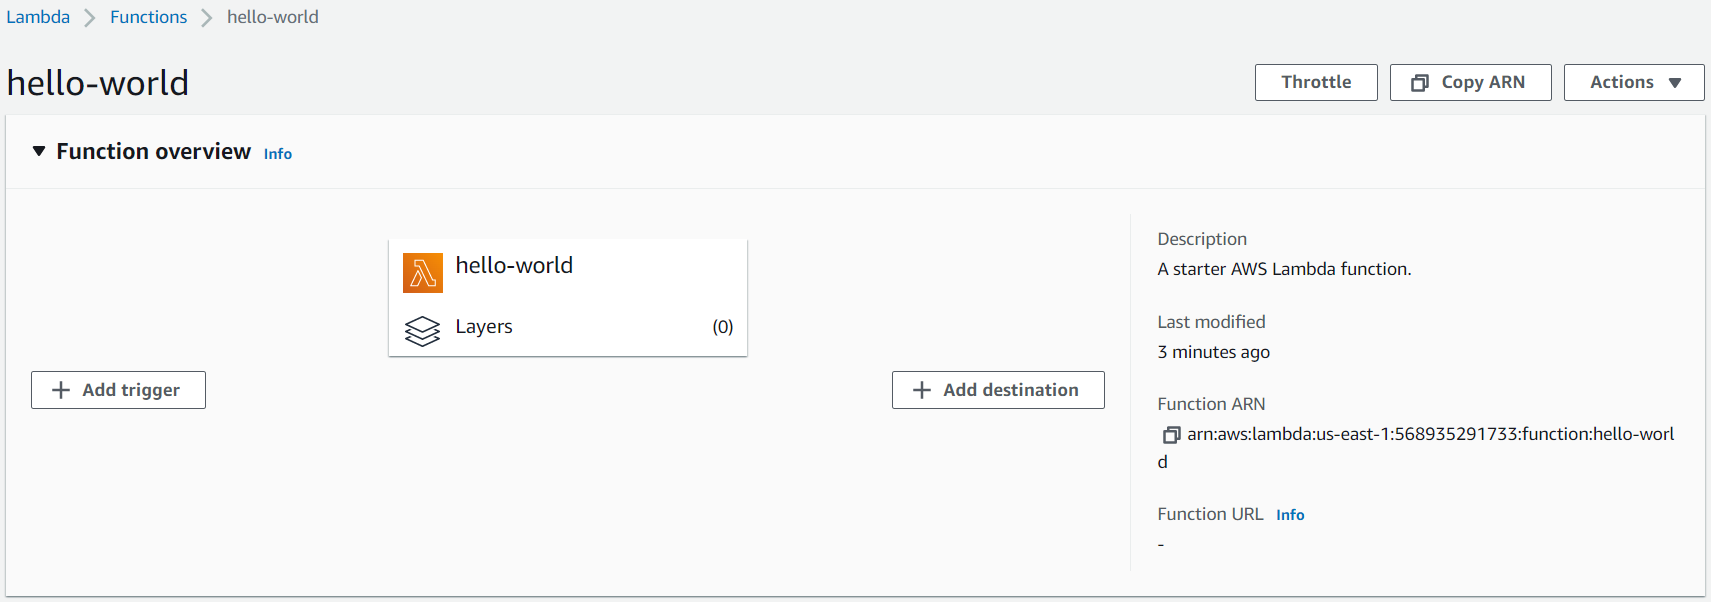 Lambda > Functions > hello-world
hello-world
Throttle Copy ARN Actions ▼
▼ Function overview Info
hello-world
Layers (0)
+ Add trigger
+ Add destination
Description
A starter AWS Lambda function.
Last modified
3 minutes ago
Function ARN
arn:aws:lambda:us-east-1:568935291733:function:hello-worl
d
Function URL Info
-